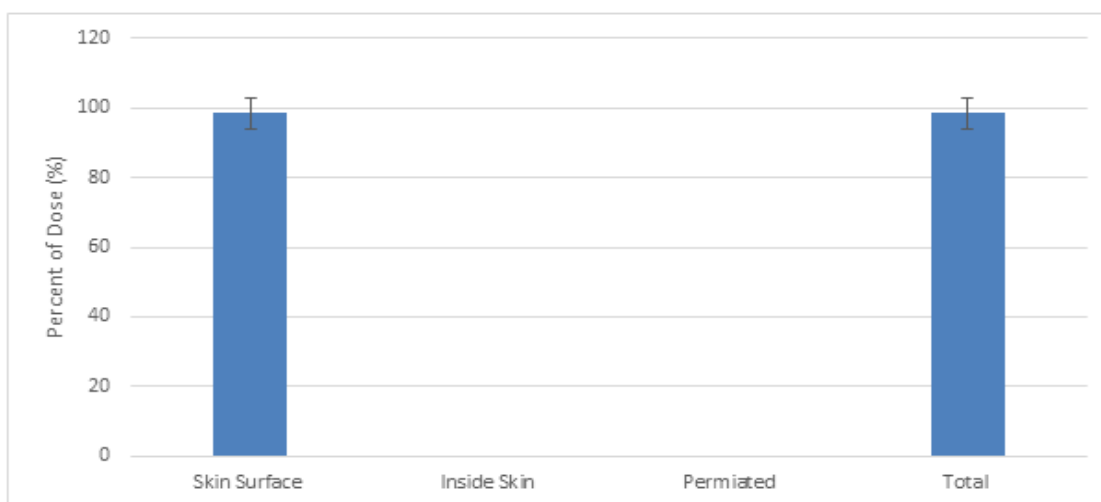 120
100
80
60
40
20
0
Percent of Dose (%)
Skin Surface
Inside Skin
Permiated
Total